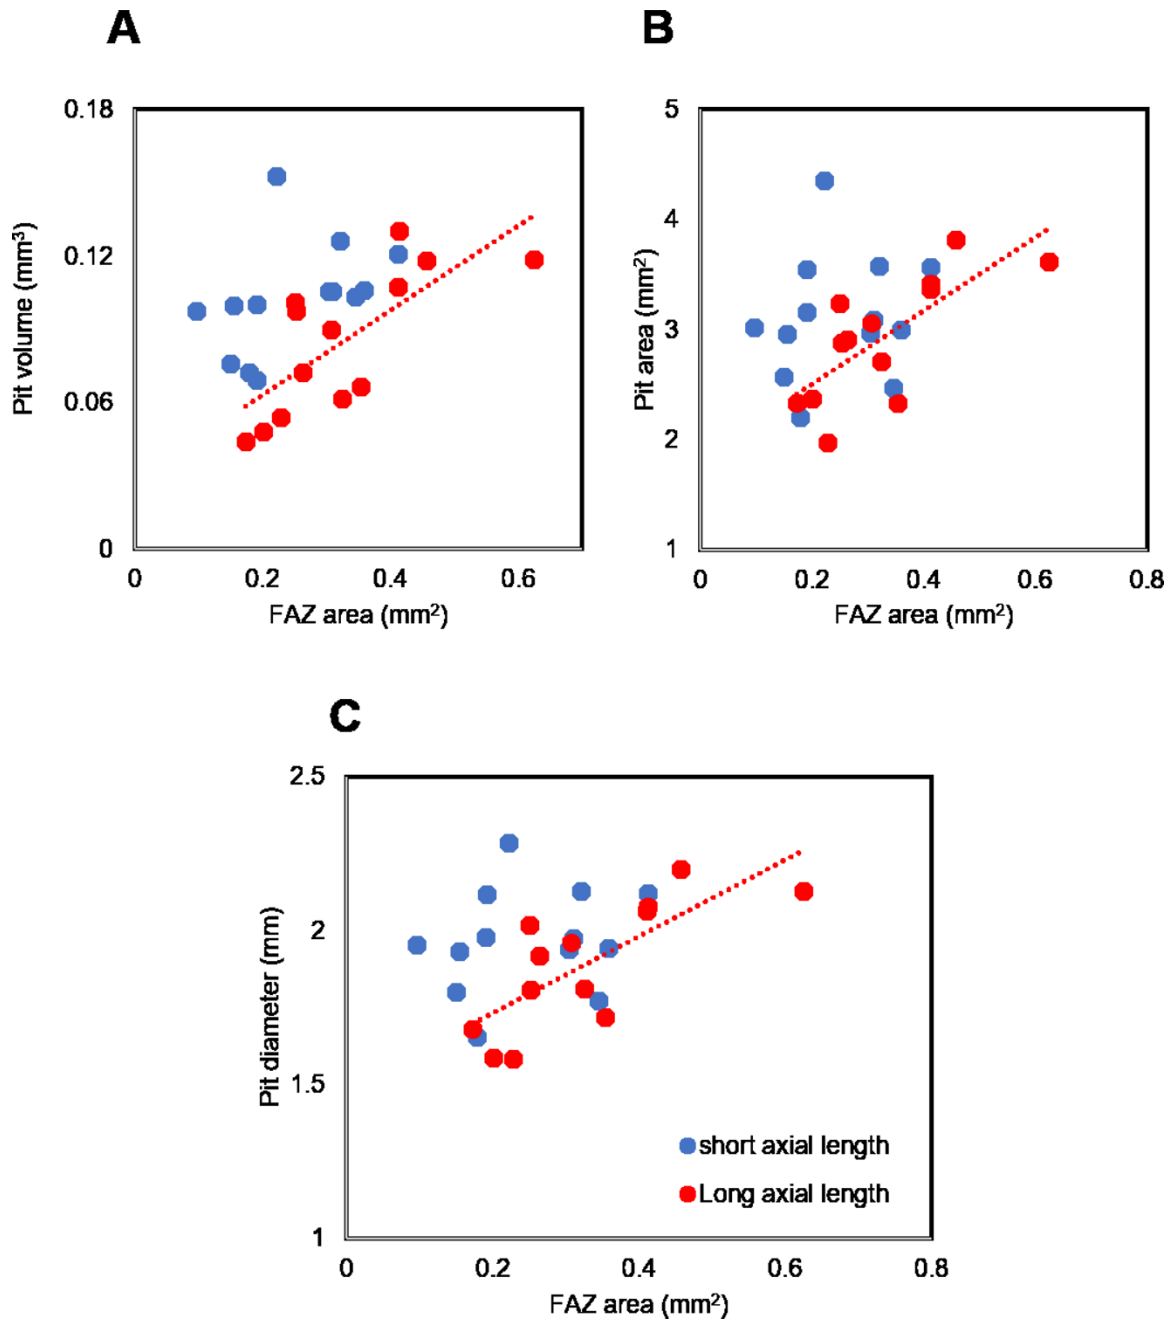 A
B
0.18
0.12
0.06
0
Pit volume (mm³)
0
0.2
0.4
0.6
FAZ area (mm²)
5
4
3
2
1
Pit area (mm²)
0
0.2
0.4
0.6
0.8
FAZ area (mm²)
C
2.5
2
1.5
1
Pit diameter (mm)
short axial length
Long axial length
0
0.2
0.4
0.6
0.8
FAZ area (mm²)